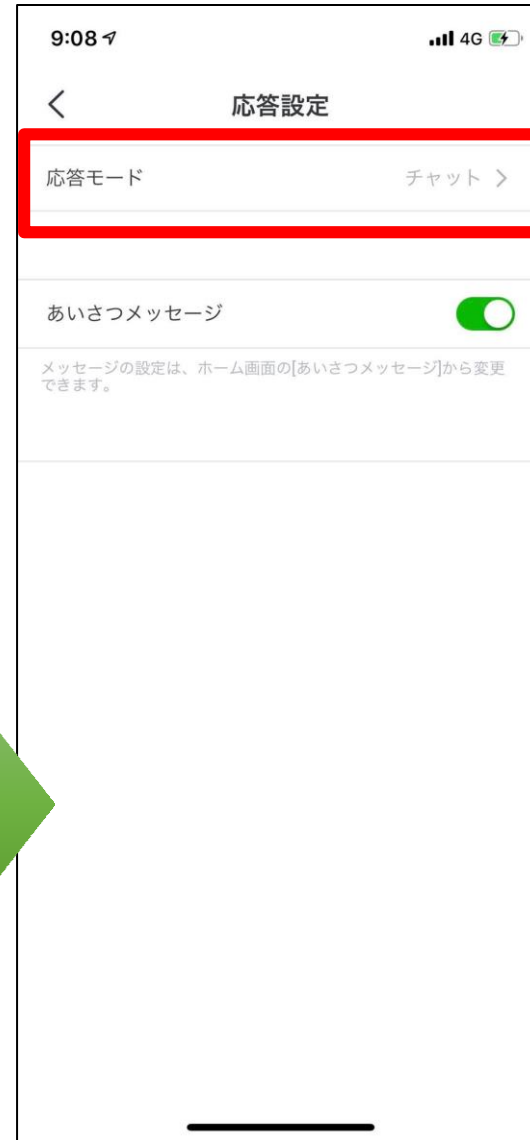 9:08
4G
応答設定
応答モード
チャット
あいさつメッセージ
メッセージの設定は、ホーム画面の[あいさつメッセージ]から変更
できます。